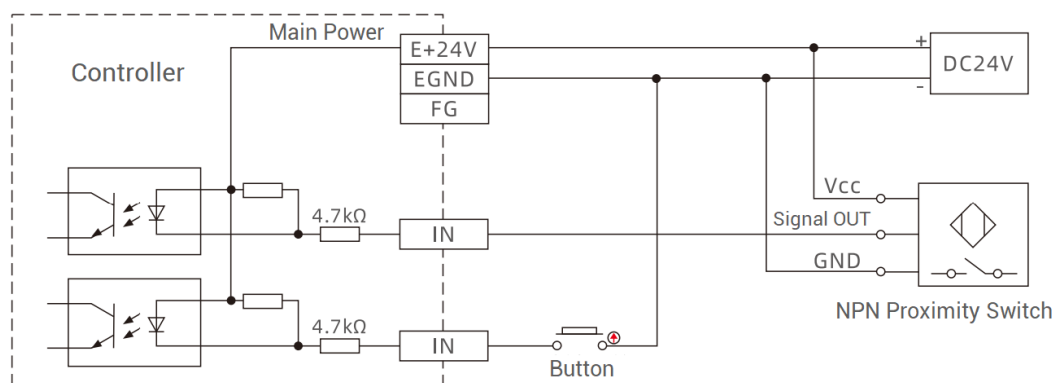 Main Power
E+24V
+
DC24V
Controller
EGND
-
FG
Vcc
4.7kΩ
IN
Signal OUT
GND
NPN Proximity Switch
4.7kΩ
IN
Button